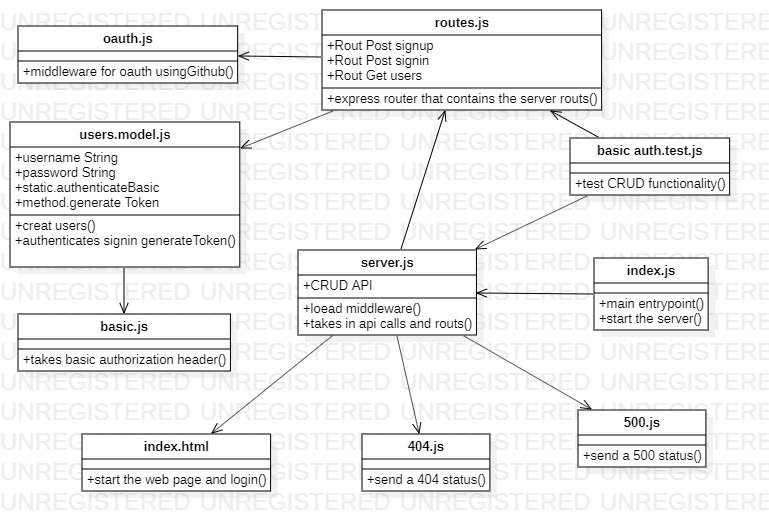 routes.js
+Rout Post signup
+Rout Post signin
+Rout Get users
+express router that contains the server routs()
oauth.js
+middleware for oauth usingGithub()
users.model.js
+username String
+password String
+static.authenticateBasic
+method.generate Token
+creat users()
+authenticates signin generateToken()
basic auth.test.js
+test CRUD functionality()
server.js
+CRUD API
+loead middleware()
+takes in api calls and routs()
index.js
+main entrypoint()
+start the server()
basic.js
+takes basic authorization header()
index.html
+start the web page and login()
404.js
+send a 404 status()
500.js
+send a 500 status()
UNREGISTERED